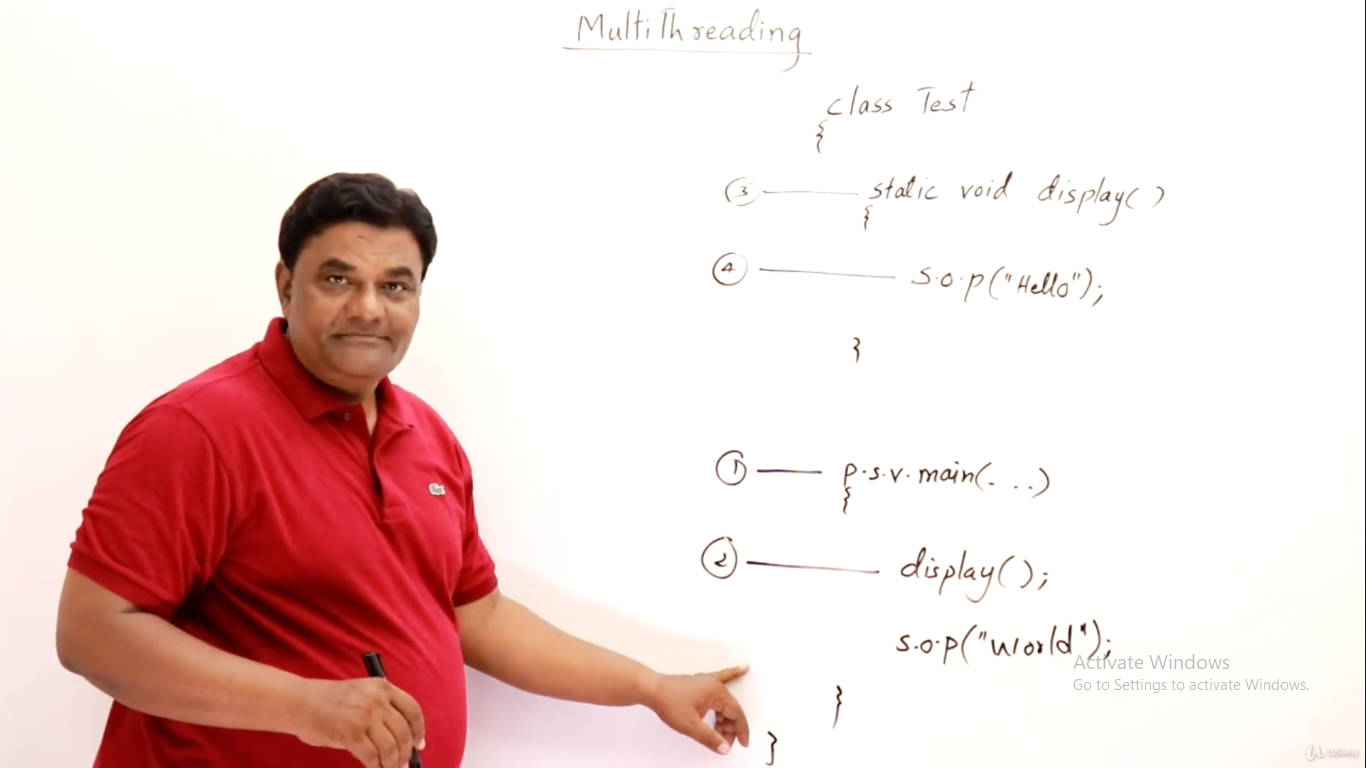 MultiThreading
class Test
{
③ static void display()
{
④ s.o.p("Hello");
}
① p.s.v.main(. . .)
{
② display();
s.o.p("World");
}
}
Activate Windows
Go to Settings to activate Windows.
Udemy